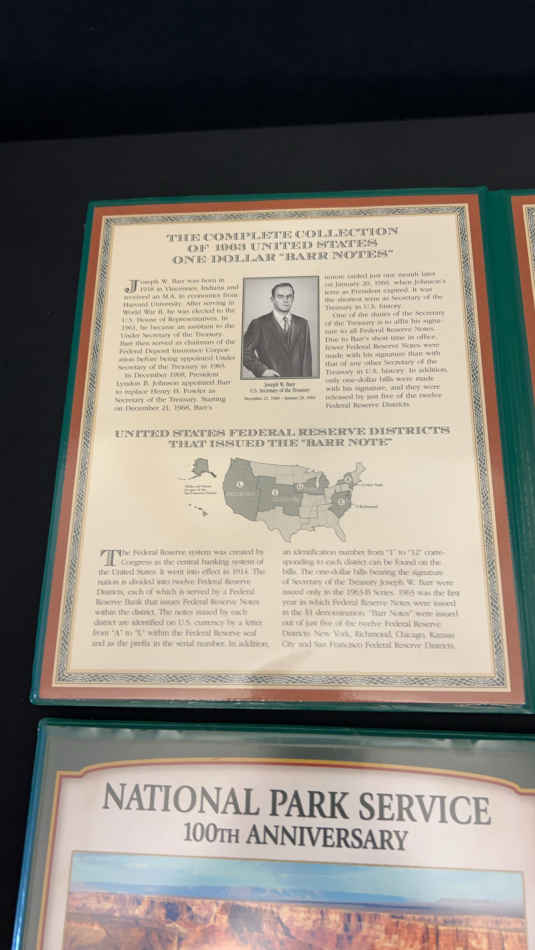 THE COMPLETE COLLECTION
OF 1963 UNITED STATES
ONE DOLLAR "BARR NOTES"
Joseph W. Barr was born in
1918 in Vincennes, Indiana and
received an M.A. in economics from
Harvard University. After serving in
World War II, he was elected to the
U.S. House of Representatives. In
1961, he became an assistant to the
Under Secretary of the Treasury.
Barr then served as chairman of the
Federal Deposit Insurance Corpor-
ation before being appointed Under
Secretary of the Treasury in 1965.
In December 1968, President
Lyndon B. Johnson appointed Barr
to replace Henry H. Fowler as
Secretary of the Treasury. Starting
on December 21, 1968, Barr's
Joseph W. Barr
U.S. Secretary of the Treasury
December 21, 1968 – January 20, 1969
tenure ended just one month later
on January 20, 1969, when Johnson's
term as President expired. It was
the shortest term as Secretary of the
Treasury in U.S. history.
One of the duties of the Secretary
of the Treasury is to affix his signa-
ture to all Federal Reserve Notes.
Due to Barr's short time in office,
fewer Federal Reserve Notes were
made with his signature than with
that of any other Secretary of the
Treasury in U.S. history. In addition,
only one-dollar bills were made
with his signature, and they were
released by just five of the twelve
Federal Reserve Districts.
UNITED STATES FEDERAL RESERVE DISTRICTS
THAT ISSUED THE "BARR NOTE"
New York
Richmond
The Federal Reserve system was created by
Congress as the central banking system of
the United States. It went into effect in 1914. The
nation is divided into twelve Federal Reserve
Districts, each of which is served by a Federal
Reserve Bank that issues Federal Reserve Notes
within the district. The notes issued by each
district are identified on U.S. currency by a letter
from "A" to "L" within the Federal Reserve seal
and as the prefix in the serial number. In addition,
an identification number from "1" to "12" corre-
sponding to each district can be found on the
bills. The one-dollar bills bearing the signature
of Secretary of the Treasury Joseph W. Barr were
issued only in the 1963-B Series. 1963 was the first
year in which Federal Reserve Notes were issued
in the $1 denomination. "Barr Notes" were issued
out of just five of the twelve Federal Reserve
Districts: New York, Richmond, Chicago, Kansas
City and San Francisco Federal Reserve Districts.
NATIONAL PARK SERVICE
100TH ANNIVERSARY